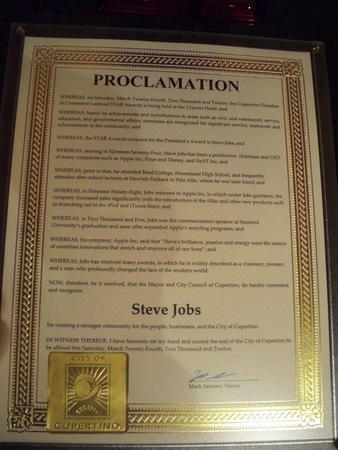 PROCLAMATION
WHEREAS, on Saturday, March Twenty-Fourth, Two Thousand and Twelve, the Cupertino Chamber
of Commerce's annual STAR Awards is being held at the Cypress Hotel; and
WHEREAS, based on achievements and contributions in areas such as civic and community service,
education, and governmental affairs, nominees are recognized for significant service, teamwork and
achievements in the community; and
WHEREAS, the STAR Awards recipient for the President's Award is Steve Jobs; and
WHEREAS, starting in Nineteen Seventy-Four, Steve Jobs has been a productive chairman and CEO
of many companies such as Apple Inc, Pixar and Disney, and NeXT Inc; and
WHEREAS, prior to that, he attended Reed College, Homestead High School, and frequently
attended after-school lectures at Hewlett-Packard in Palo Alto, where he was later hired; and
WHEREAS, in Nineteen Ninety-Eight, Jobs returned to Apple Inc, in which under Jobs guidance, the
company increased sales significantly with the introduction of the iMac and other new products such
as branching out to the iPod and iTunes State; and
WHEREAS, in Two Thousand and Five, Jobs was the commencement speaker at Stanford
University's graduation and soon after expanded Apple's recycling programs; and
WHEREAS, his company, Apple Inc, said that "Steve's brilliance, passion and energy were the source
of countless innovations that enrich and improve all of our lives"; and
WHEREAS, Jobs has received many awards, in which he is widely described as a visionary, pioneer,
and a man who profoundly changed the face of the modern world.
NOW, therefore, be it resolved, that the Mayor and City Council of Cupertino, do hereby commend
and recognize
Steve Jobs
for creating a stronger community for the people, businesses, and the City of Cupertino.
IN WITNESS THEREOF, I have hereunto set my hand and caused the seal of the City of Cupertino to
be affixed this Saturday, March Twenty-Fourth, Two Thousand and Twelve.
Mark Santoro, Mayor
CITY OF
CUPERTINO